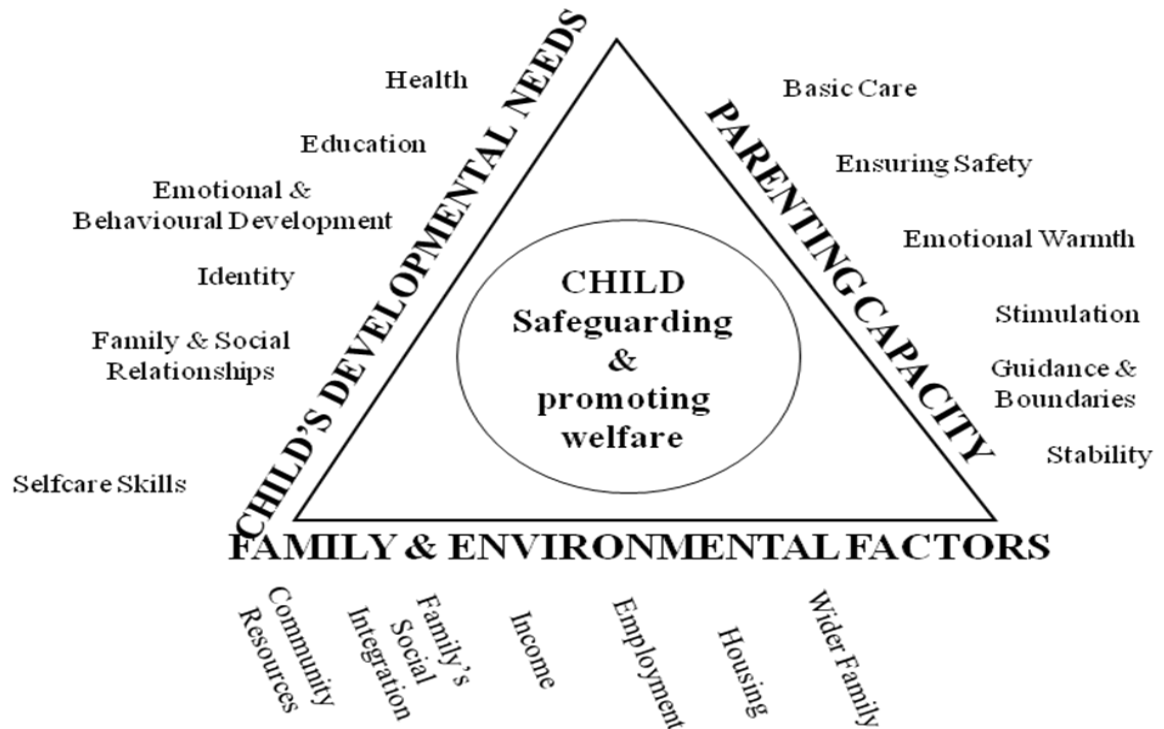 CHILD'S DEVELOPMENTAL NEEDS
Health
Education
Emotional &
Behavioural Development
Identity
Family & Social
Relationships
Selfcare Skills
PARENTING CAPACITY
Basic Care
Ensuring Safety
Emotional Warmth
Stimulation
Guidance &
Boundaries
Stability
CHILD
Safeguarding
&
promoting
welfare
FAMILY & ENVIRONMENTAL FACTORS
Community
Resources
Family's
Social
Integration
Income
Employment
Housing
Wider Family